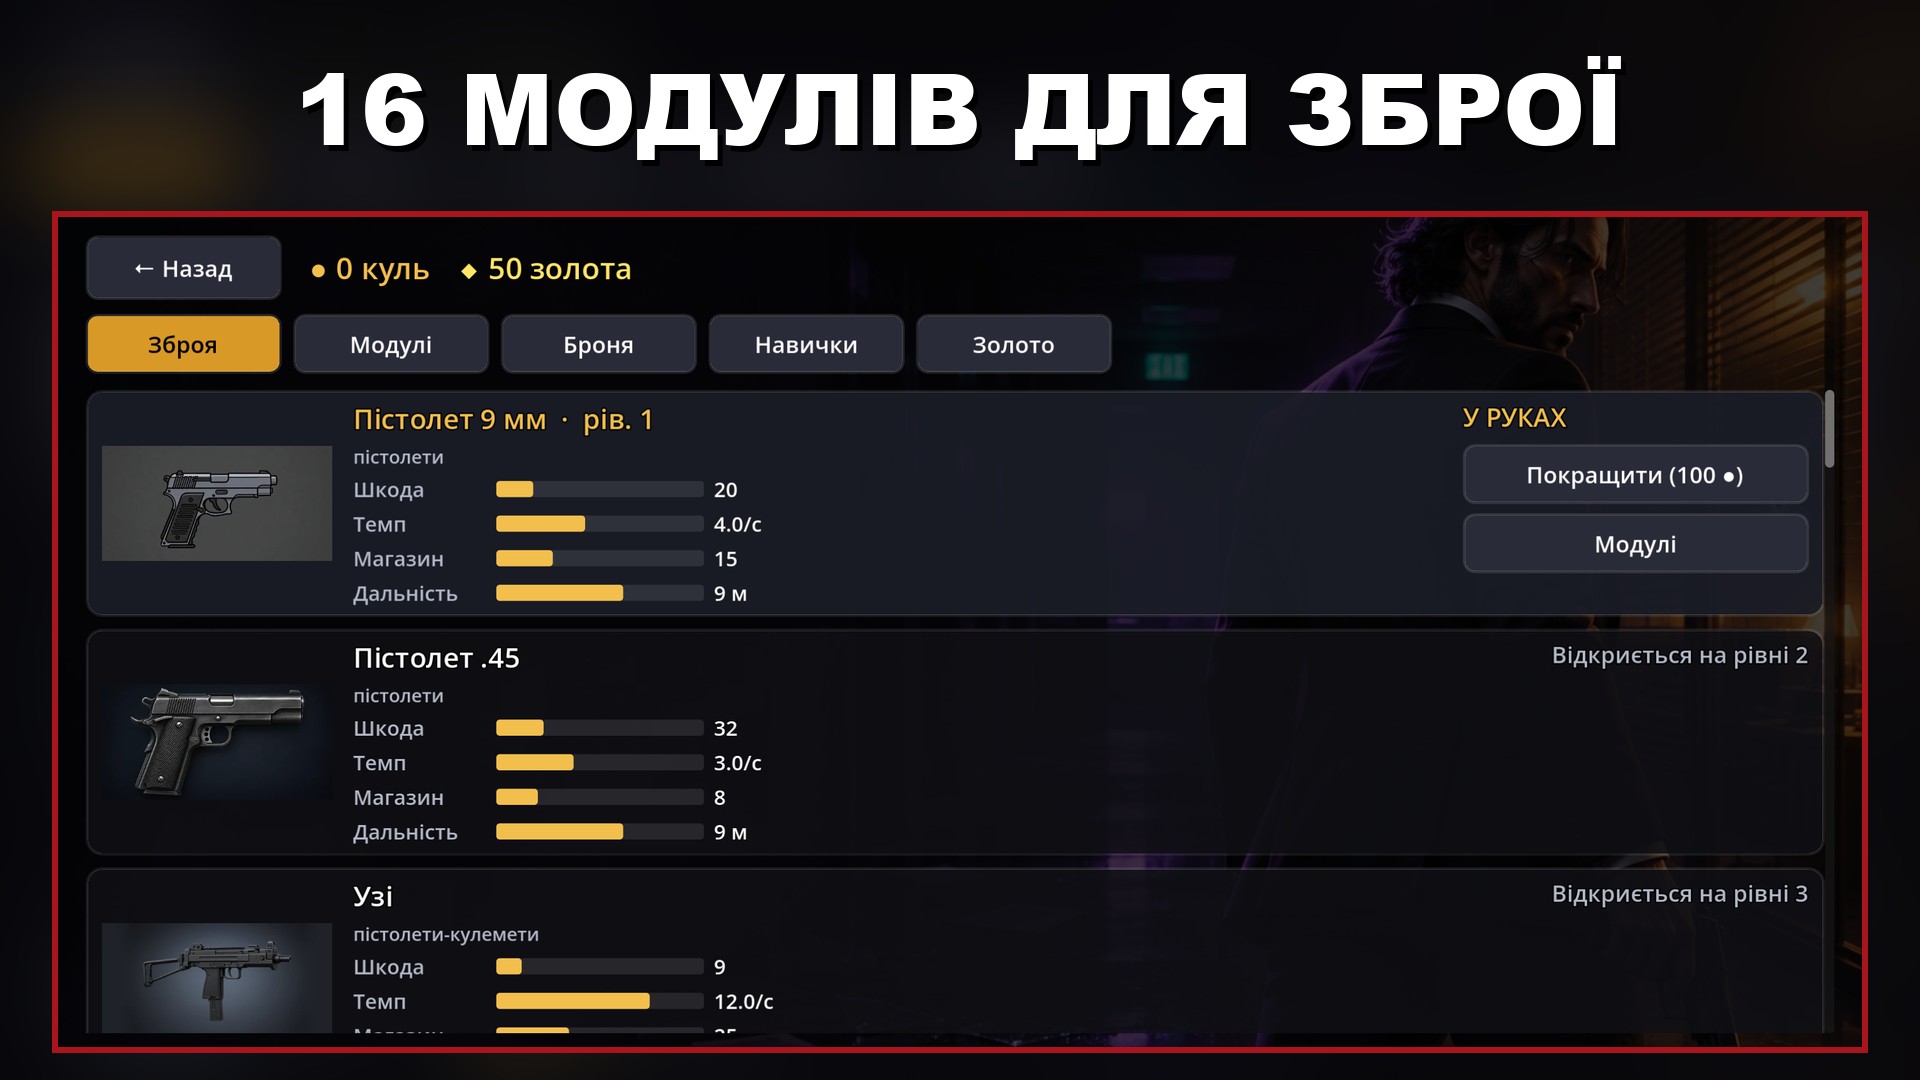 16 МОДУЛІВ ДЛЯ ЗБРОЇ
← Назад ● 0 куль ◆ 50 золота
Зброя Модулі Броня Навички Золото
Пістолет 9 мм · рів. 1
У РУКАХ
пістолети
Шкода 20
Темп 4.0/с
Магазин 15
Дальність 9 м
Покращити (100 ●)
Модулі
Пістолет .45
Відкриється на рівні 2
пістолети
Шкода 32
Темп 3.0/с
Магазин 8
Дальність 9 м
Узі
Відкриється на рівні 3
пістолети-кулемети
Шкода 9
Темп 12.0/с